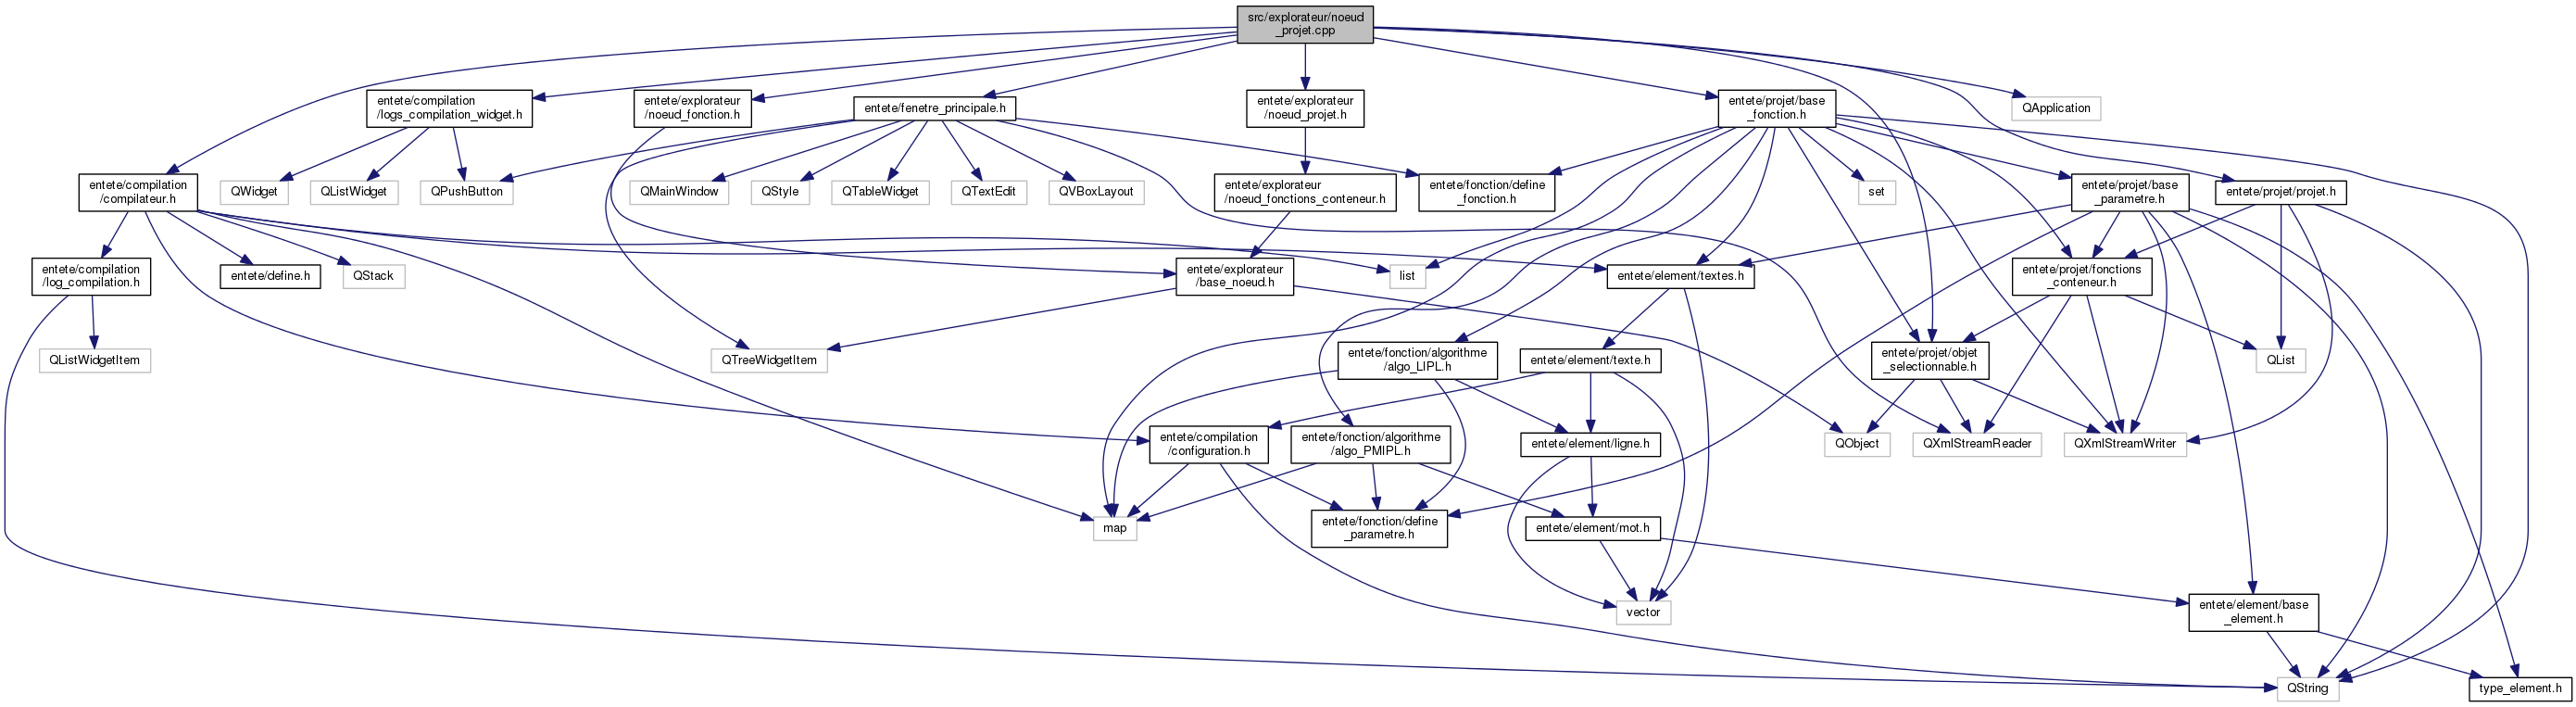 src/explorateur/noeud
_projet.cpp
entete/compilation
/logs_compilation_widget.h
entete/explorateur
/noeud_fonction.h
entete/fenetre_principale.h
entete/explorateur
/noeud_projet.h
entete/projet/base
_fonction.h
QApplication
entete/compilation
/compilateur.h
QWidget
QListWidget
QPushButton
QMainWindow
QStyle
QTableWidget
QTextEdit
QVBoxLayout
entete/fonction/define
_fonction.h
entete/explorateur
/noeud_fonctions_conteneur.h
set
entete/projet/base
_parametre.h
entete/projet/projet.h
entete/compilation
/log_compilation.h
entete/define.h
QStack
list
entete/explorateur
/base_noeud.h
entete/element/textes.h
entete/projet/fonctions
_conteneur.h
QListWidgetItem
QTreeWidgetItem
entete/fonction/algorithme
/algo_LIPL.h
entete/element/texte.h
entete/projet/objet
_selectionnable.h
QList
entete/compilation
/configuration.h
entete/fonction/algorithme
/algo_PMIPL.h
entete/element/ligne.h
QObject
QXmlStreamReader
QXmlStreamWriter
map
entete/fonction/define
_parametre.h
entete/element/mot.h
vector
entete/element/base
_element.h
QString
type_element.h